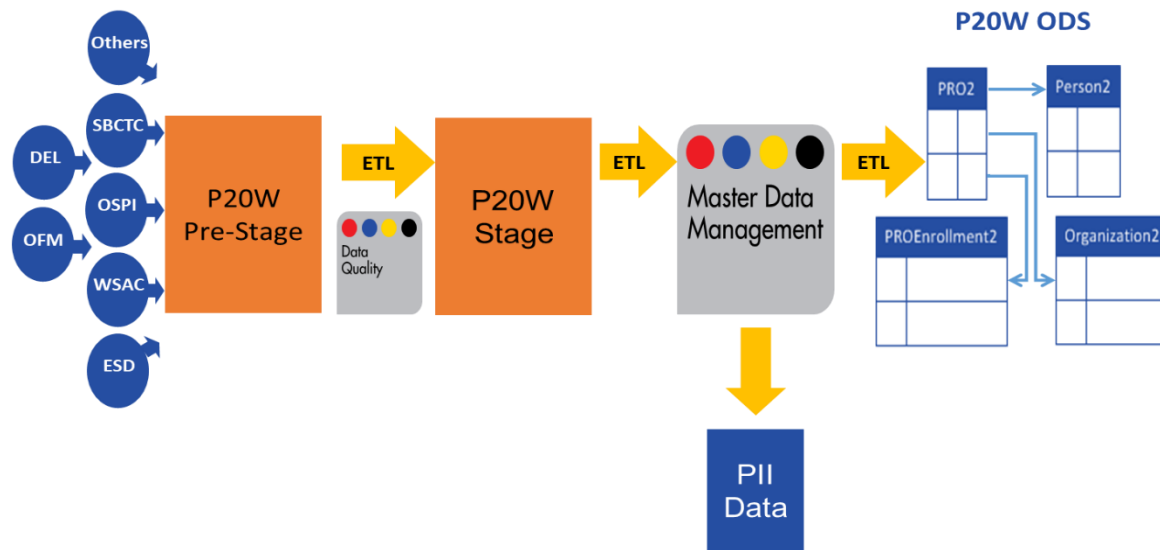 P20W ODS
Others
SBCTC
DEL
OSPI
OFM
WSAC
ESD
P20W
Pre-Stage
ETL
Data
Quality
P20W
Stage
ETL
Master Data
Management
ETL
PRO2
Person2
PROEnrollment2
Organization2
PII
Data